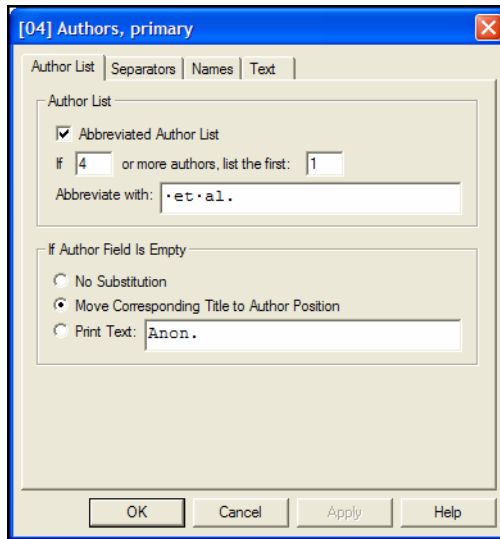 [04] Authors, primary
Author List Separators Names Text
Author List
Abbreviated Author List
If 4 or more authors, list the first: 1
Abbreviate with: ·et·al.
If Author Field Is Empty
No Substitution
Move Corresponding Title to Author Position
Print Text: Anon.
OK Cancel Apply Help